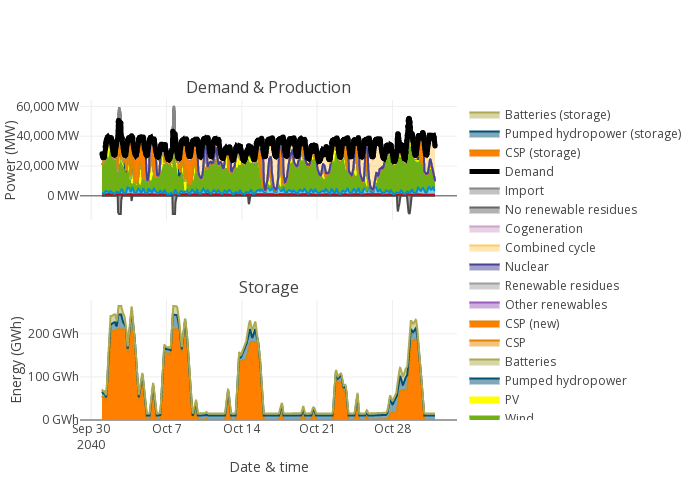 Demand & Production
60,000 MW
40,000 MW
20,000 MW
0 MW
Power (MW)
Storage
200 GWh
100 GWh
0 GWh
Energy (GWh)
Sep 30
2040
Oct 7
Oct 14
Oct 21
Oct 28
Date & time
Batteries (storage)
Pumped hydropower (storage)
CSP (storage)
Demand
Import
No renewable residues
Cogeneration
Combined cycle
Nuclear
Renewable residues
Other renewables
CSP (new)
CSP
Batteries
Pumped hydropower
PV
Wind